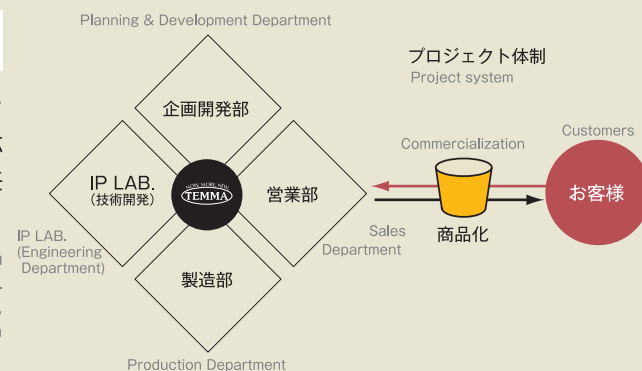 Planning & Development Department
プロジェクト体制
Project system
企画開発部
Commercialization
Customers
IP LAB.
(技術開発)
NOW, MORE, NEW
TEMMA
営業部
お客様
IP LAB.
(Engineering
Department)
製造部
Sales
Department
商品化
Production Department